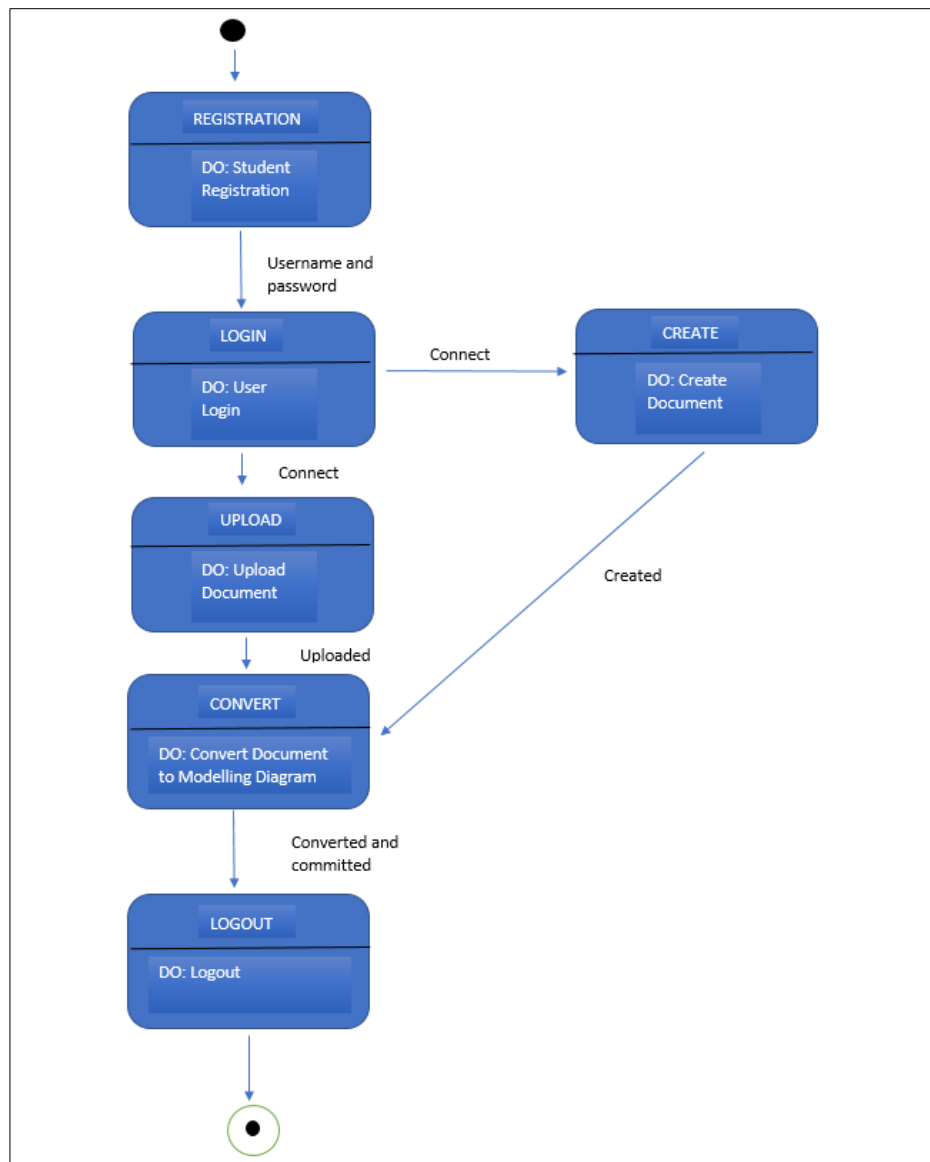 REGISTRATION
DO: Student
Registration
Username and
password
LOGIN
DO: User
Login
Connect
CREATE
DO: Create
Document
Connect
UPLOAD
DO: Upload
Document
Created
Uploaded
CONVERT
DO: Convert Document
to Modelling Diagram
Converted and
committed
LOGOUT
DO: Logout